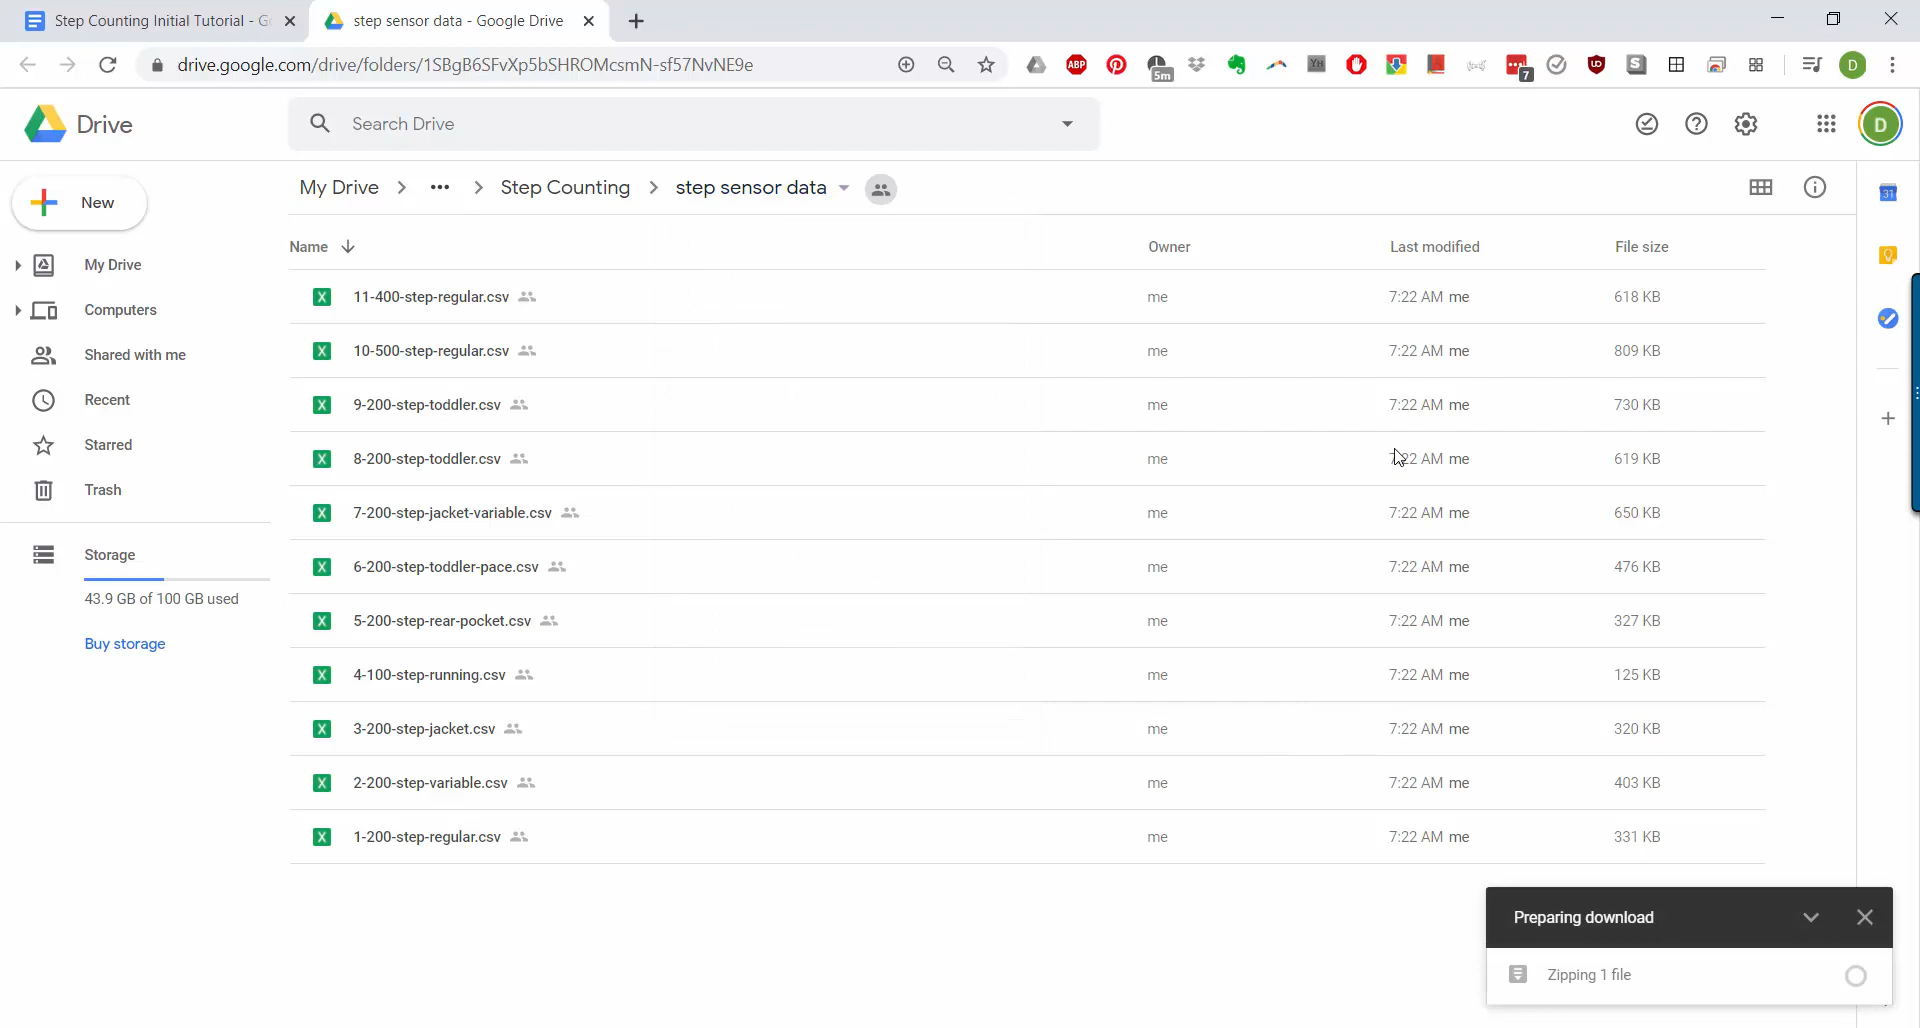 Step Counting Initial Tutorial - G
step sensor data - Google Drive
drive.google.com/drive/folders/1SBgB6SFvXp5bSHROMcsmN-sf57NvNE9e
ABP
5m
YH
7
S
D
Drive
Search Drive
D
New
My Drive
Computers
Shared with me
Recent
Starred
Trash
Storage
43.9 GB of 100 GB used
Buy storage
My Drive > ••• > Step Counting > step sensor data
31
Name Owner Last modified File size
X 11-400-step-regular.csv me 7:22 AM me 618 KB
X 10-500-step-regular.csv me 7:22 AM me 809 KB
X 9-200-step-toddler.csv me 7:22 AM me 730 KB
X 8-200-step-toddler.csv me 7:22 AM me 619 KB
X 7-200-step-jacket-variable.csv me 7:22 AM me 650 KB
X 6-200-step-toddler-pace.csv me 7:22 AM me 476 KB
X 5-200-step-rear-pocket.csv me 7:22 AM me 327 KB
X 4-100-step-running.csv me 7:22 AM me 125 KB
X 3-200-step-jacket.csv me 7:22 AM me 320 KB
X 2-200-step-variable.csv me 7:22 AM me 403 KB
X 1-200-step-regular.csv me 7:22 AM me 331 KB
Preparing download
Zipping 1 file